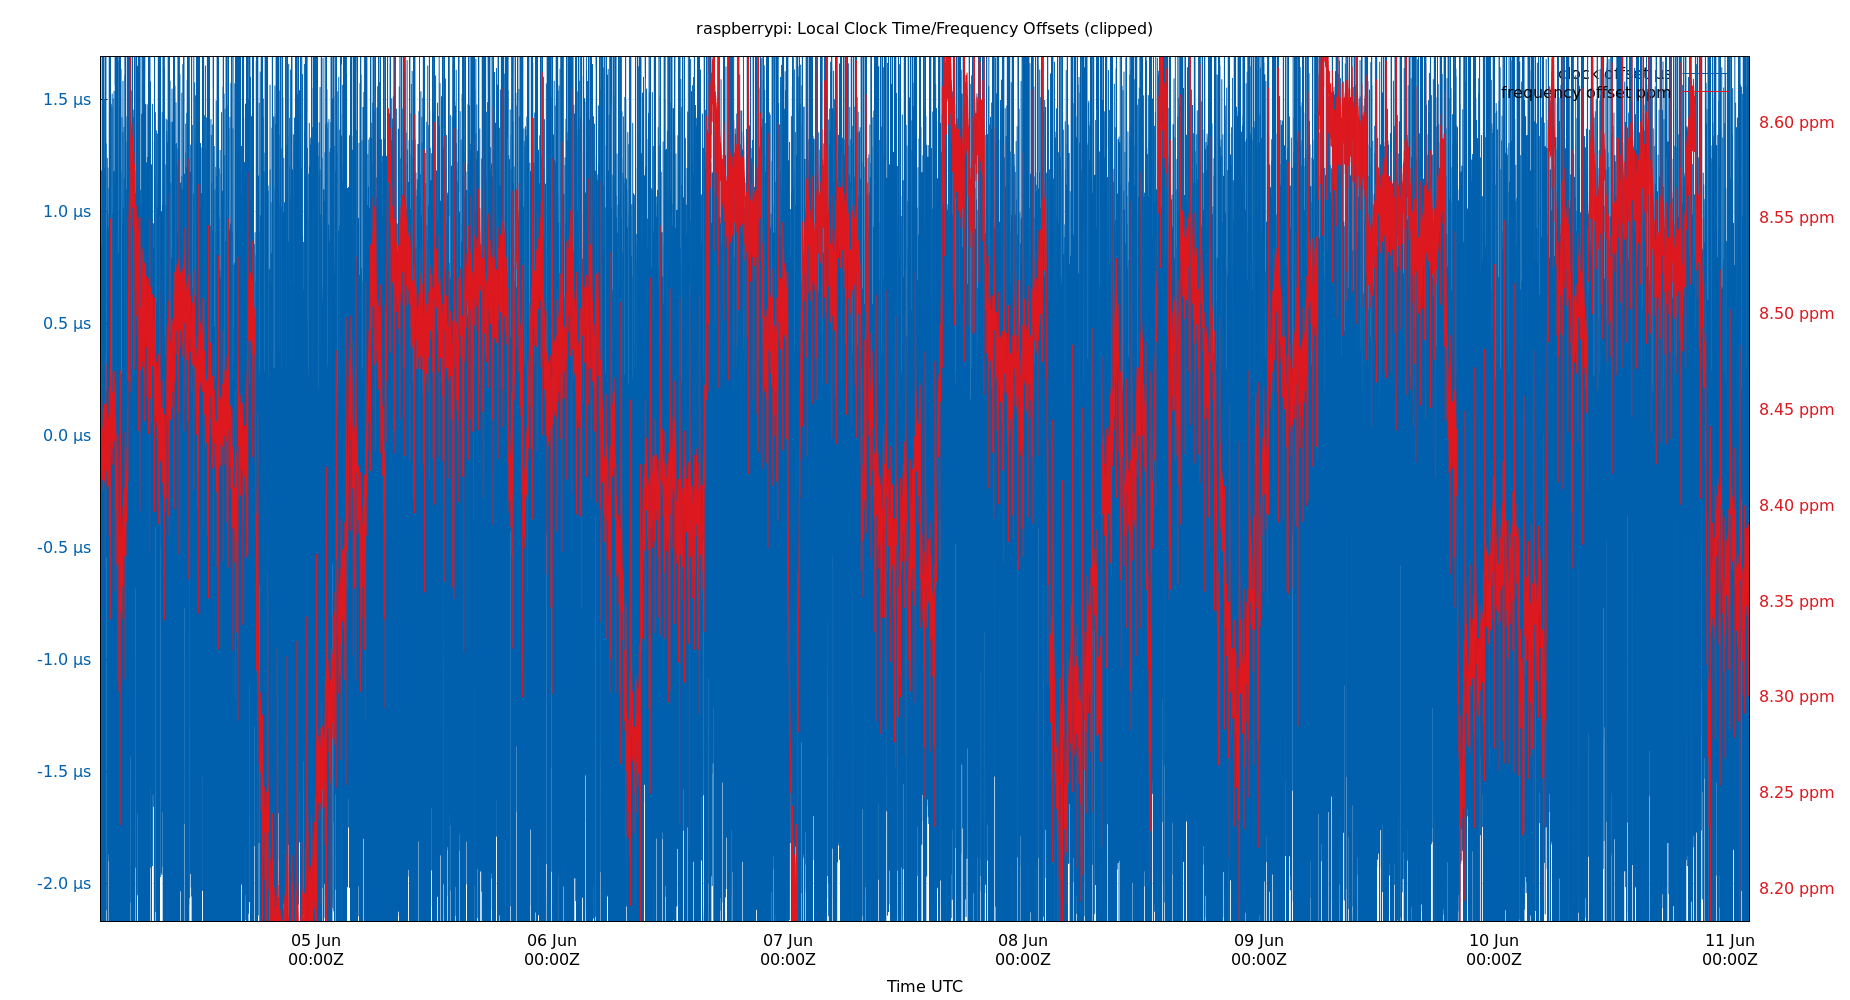 raspberrypi: Local Clock Time/Frequency Offsets (clipped)
clock offset µs
frequency offset ppm
1.5 µs
1.0 µs
0.5 µs
0.0 µs
-0.5 µs
-1.0 µs
-1.5 µs
-2.0 µs
8.60 ppm
8.55 ppm
8.50 ppm
8.45 ppm
8.40 ppm
8.35 ppm
8.30 ppm
8.25 ppm
8.20 ppm
05 Jun 06 Jun 07 Jun 08 Jun 09 Jun 10 Jun 11 Jun
00:00Z 00:00Z 00:00Z 00:00Z 00:00Z 00:00Z 00:00Z
Time UTC